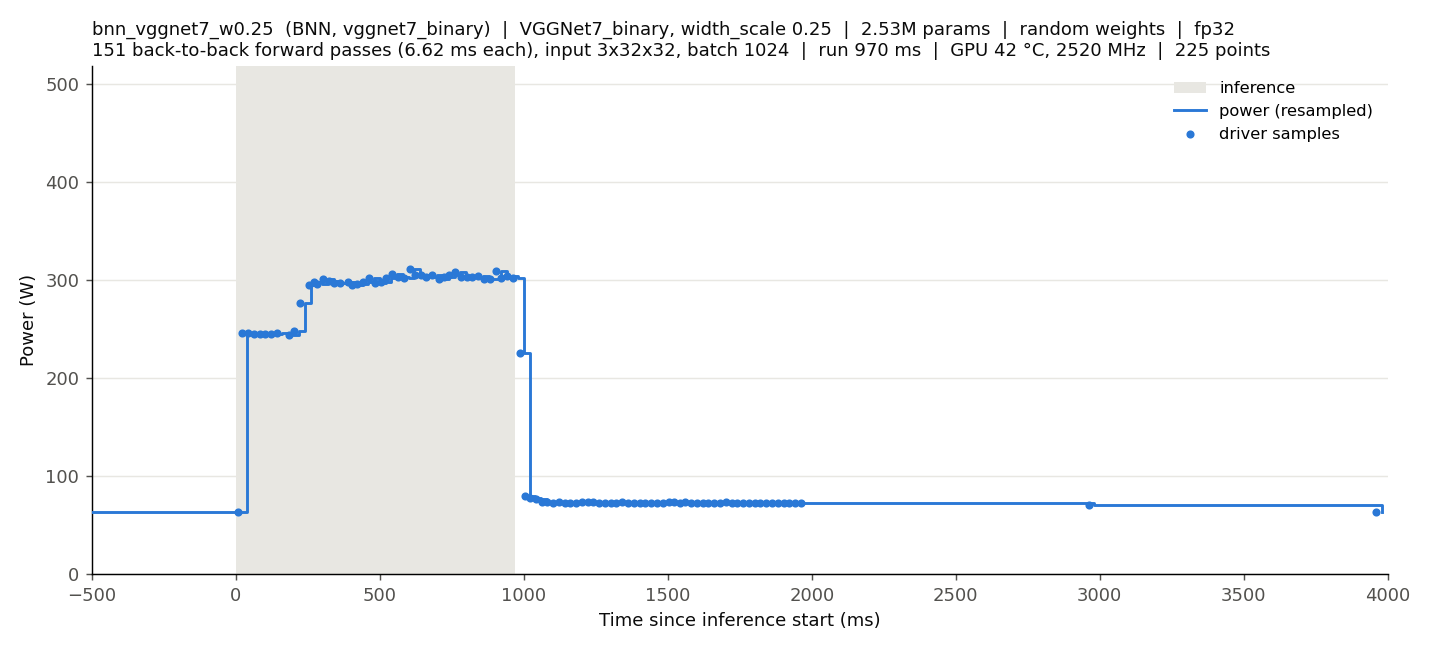 bnn_vggnet7_w0.25  (BNN, vggnet7_binary)  |  VGGNet7_binary, width_scale 0.25  |  2.53M params  |  random weights  |  fp32
151 back-to-back forward passes (6.62 ms each), input 3x32x32, batch 1024  |  run 970 ms  |  GPU 42 °C, 2520 MHz  |  225 points
inference
power (resampled)
driver samples
Power (W)
500
400
300
200
100
0
−500
0
500
1000
1500
2000
2500
3000
3500
4000
Time since inference start (ms)